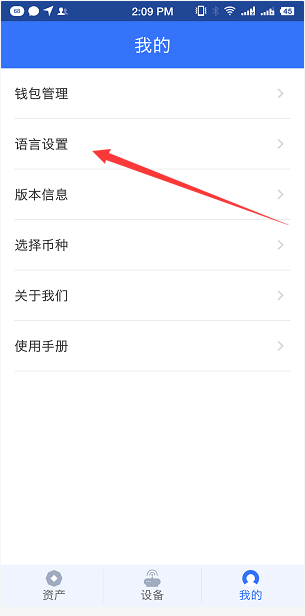 68 2:09 PM 45
我的
钱包管理
语言设置
版本信息
选择币种
关于我们
使用手册
资产 设备 我的